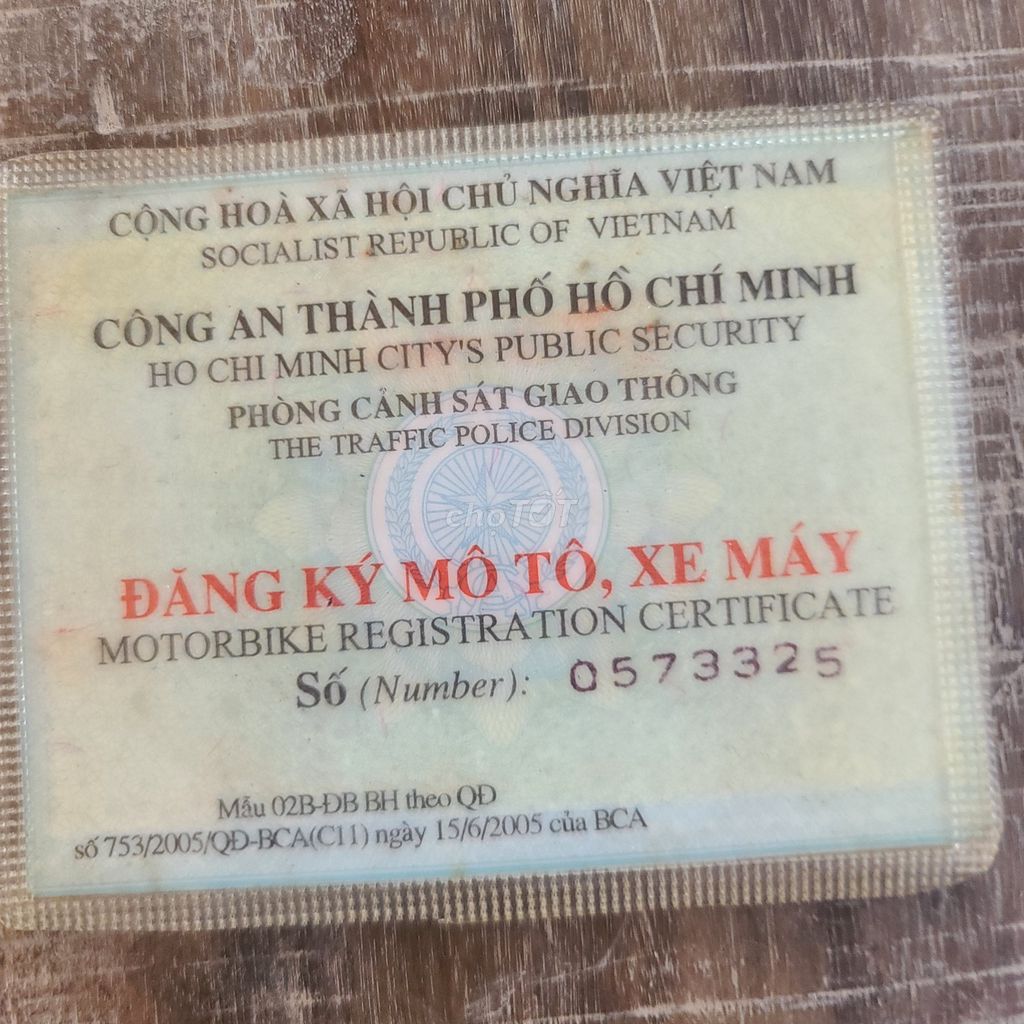 CỘNG HOÀ XÃ HỘI CHỦ NGHĨA VIỆT NAM
SOCIALIST REPUBLIC OF VIETNAM
CÔNG AN THÀNH PHỐ HỒ CHÍ MINH
HO CHI MINH CITY'S PUBLIC SECURITY
PHÒNG CẢNH SÁT GIAO THÔNG
THE TRAFFIC POLICE DIVISION
choTỐT
ĐĂNG KÝ MÔ TÔ, XE MÁY
MOTORBIKE REGISTRATION CERTIFICATE
Số (Number): 0573325
Mẫu 02B-ĐB BH theo QĐ
số 753/2005/QĐ-BCA(C11) ngày 15/6/2005 của BCA